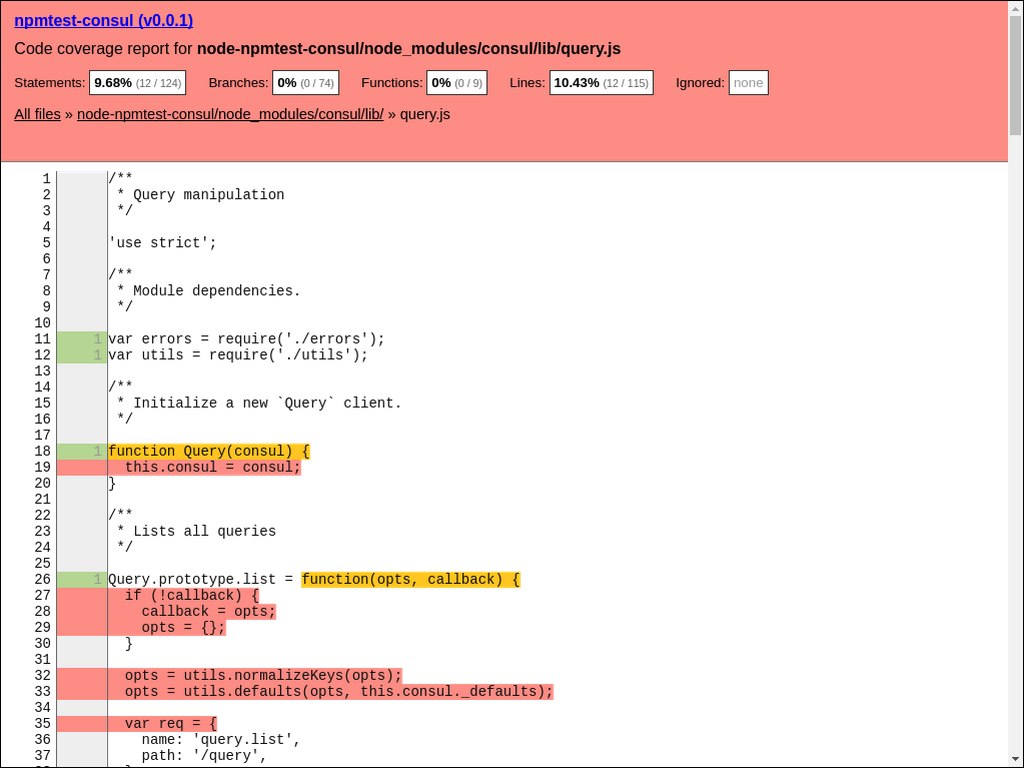 npmtest-consul (v0.0.1)
Code coverage report for node-npmtest-consul/node_modules/consul/lib/query.js
Statements: 9.68% (12 / 124) Branches: 0% (0 / 74) Functions: 0% (0 / 9) Lines: 10.43% (12 / 115) Ignored: none
All files » node-npmtest-consul/node_modules/consul/lib/ » query.js
1 /**
2  * Query manipulation
3  */
4
5 'use strict';
6
7 /**
8  * Module dependencies.
9  */
10
11 1 var errors = require('./errors');
12 1 var utils = require('./utils');
13
14 /**
15  * Initialize a new `Query` client.
16  */
17
18 1 function Query(consul) {
19   this.consul = consul;
20 }
21
22 /**
23  * Lists all queries
24  */
25
26 1 Query.prototype.list = function(opts, callback) {
27   if (!callback) {
28     callback = opts;
29     opts = {};
30   }
31
32   opts = utils.normalizeKeys(opts);
33   opts = utils.defaults(opts, this.consul._defaults);
34
35   var req = {
36     name: 'query.list',
37     path: '/query',